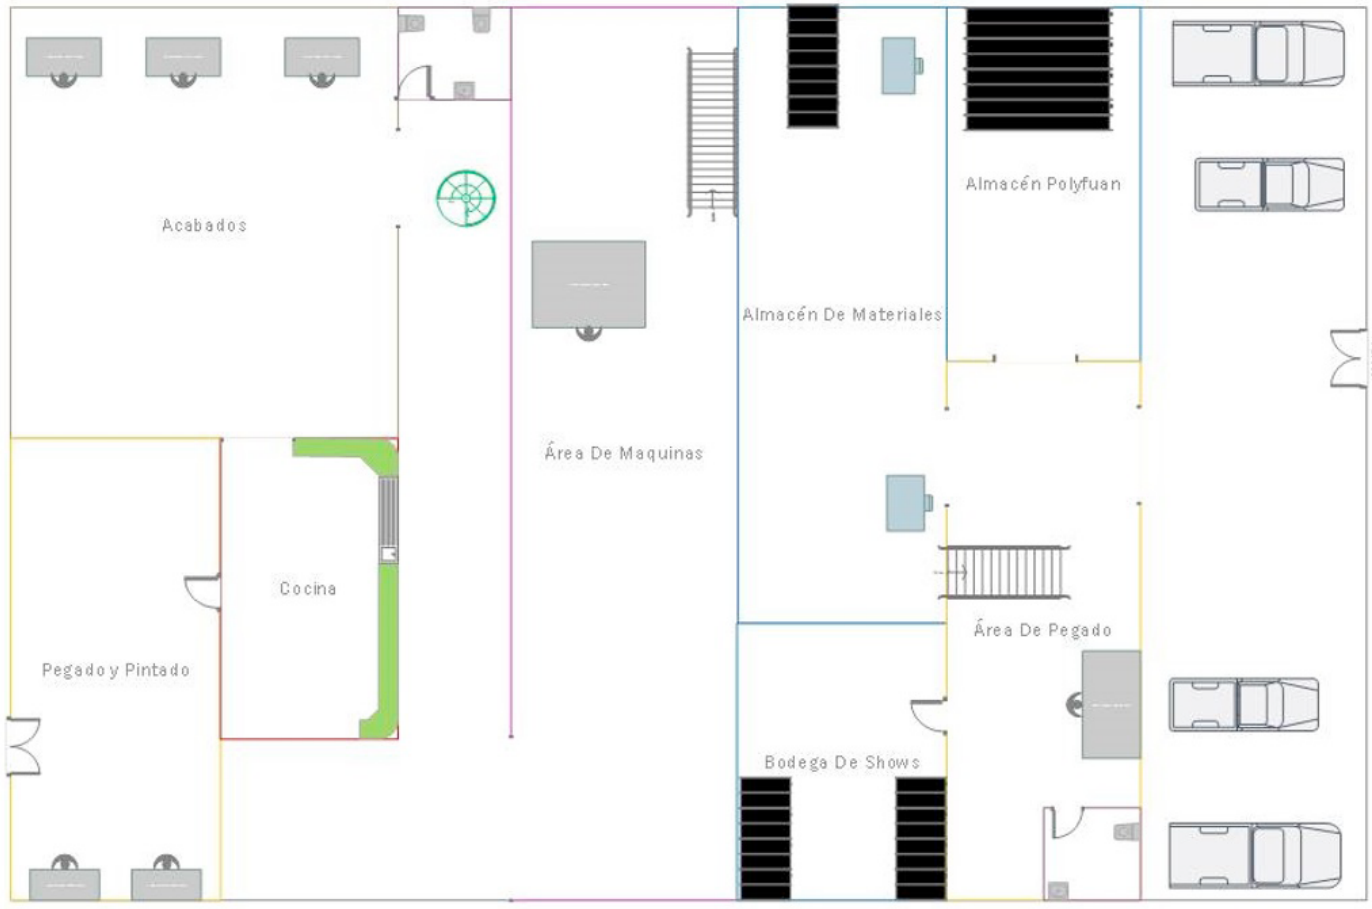 Almacén Polyfuan
Acabados
Almacén De Materiales
Área De Maquinas
Cocina
Área De Pegado
Pegado y Pintado
Bodega De Shows